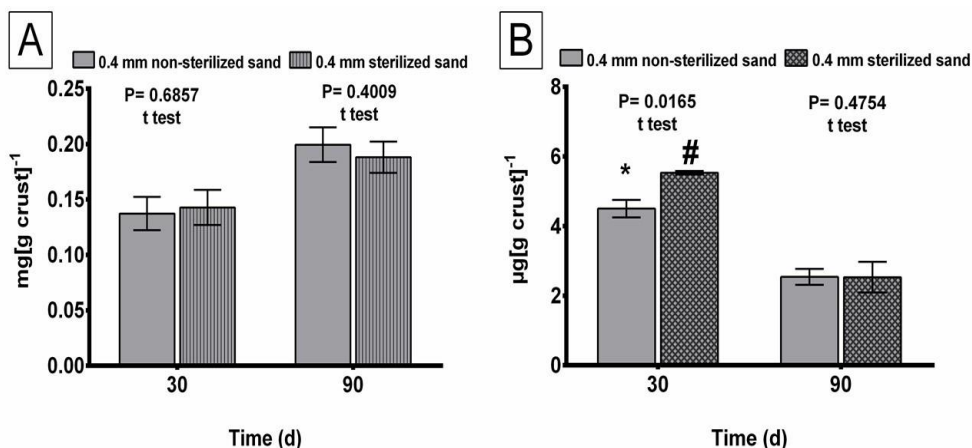 A
0.4 mm non-sterilized sand 0.4 mm sterilized sand
P= 0.6857
t test
P= 0.4009
t test
0.25
0.20
0.15
0.10
0.05
0.00
mg[g crust]-1
30 90
Time (d)
B
0.4 mm non-sterilized sand 0.4 mm sterilized sand
P= 0.0165
t test
P= 0.4754
t test
8
6
4
2
0
* #
µg[g crust]-1
30 90
Time (d)